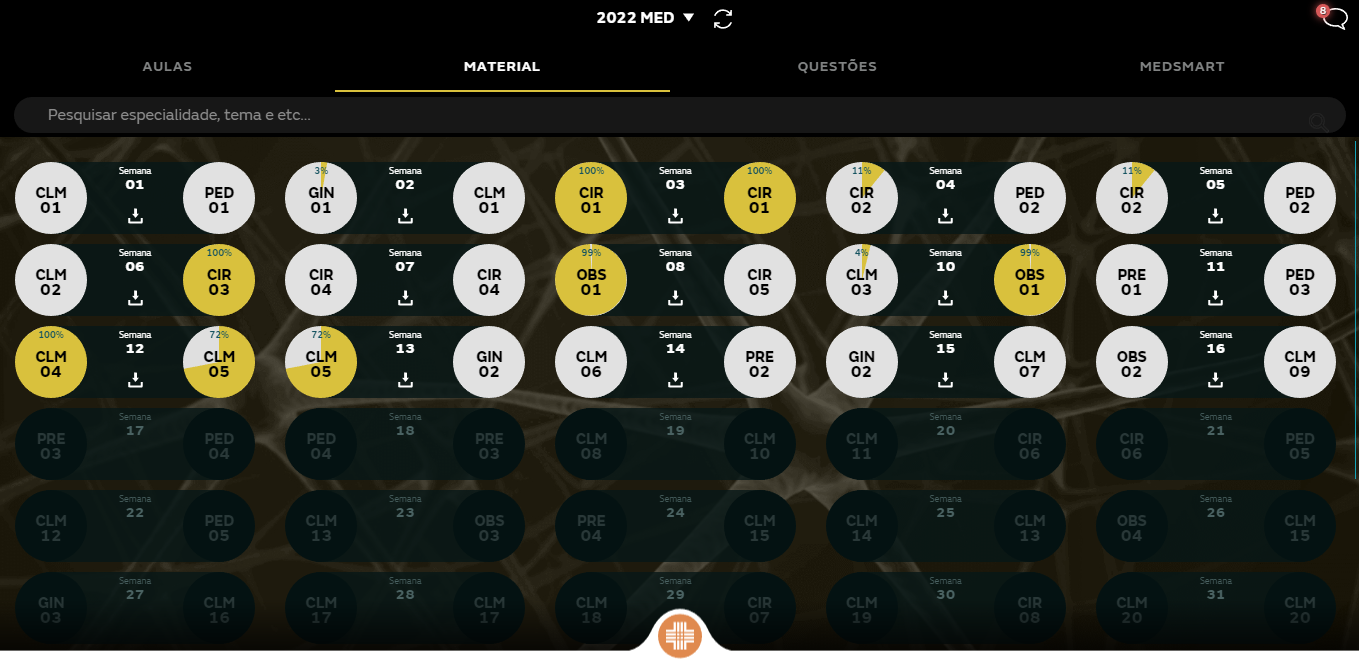 2022 MED
8
AULAS
MATERIAL
QUESTÕES
MEDSMART
Pesquisar especialidade, tema e etc...
CLM
01
Semana
01
PED
01
3%
GIN
01
Semana
02
CLM
01
100%
CIR
01
Semana
03
100%
CIR
01
11%
CIR
02
Semana
04
PED
02
11%
CIR
02
Semana
05
PED
02
CLM
02
Semana
06
100%
CIR
03
CIR
04
Semana
07
CIR
04
99%
OBS
01
Semana
08
CIR
05
4%
CLM
03
Semana
10
99%
OBS
01
PRE
01
Semana
11
PED
03
100%
CLM
04
Semana
12
72%
CLM
05
72%
CLM
05
Semana
13
GIN
02
CLM
06
Semana
14
PRE
02
GIN
02
Semana
15
CLM
07
OBS
02
Semana
16
CLM
09
PRE
03
Semana
17
PED
04
PED
04
Semana
18
PRE
03
CLM
08
Semana
19
CLM
10
CLM
11
Semana
20
CIR
06
CIR
06
Semana
21
PED
05
CLM
12
Semana
22
PED
05
CLM
13
Semana
23
OBS
03
PRE
04
Semana
24
CLM
15
CLM
14
Semana
25
CLM
13
OBS
04
Semana
26
CLM
15
GIN
03
Semana
27
CLM
16
CLM
17
Semana
28
CLM
17
CLM
18
Semana
29
CIR
07
CLM
19
Semana
30
CIR
08
CLM
20
Semana
31
CLM
20